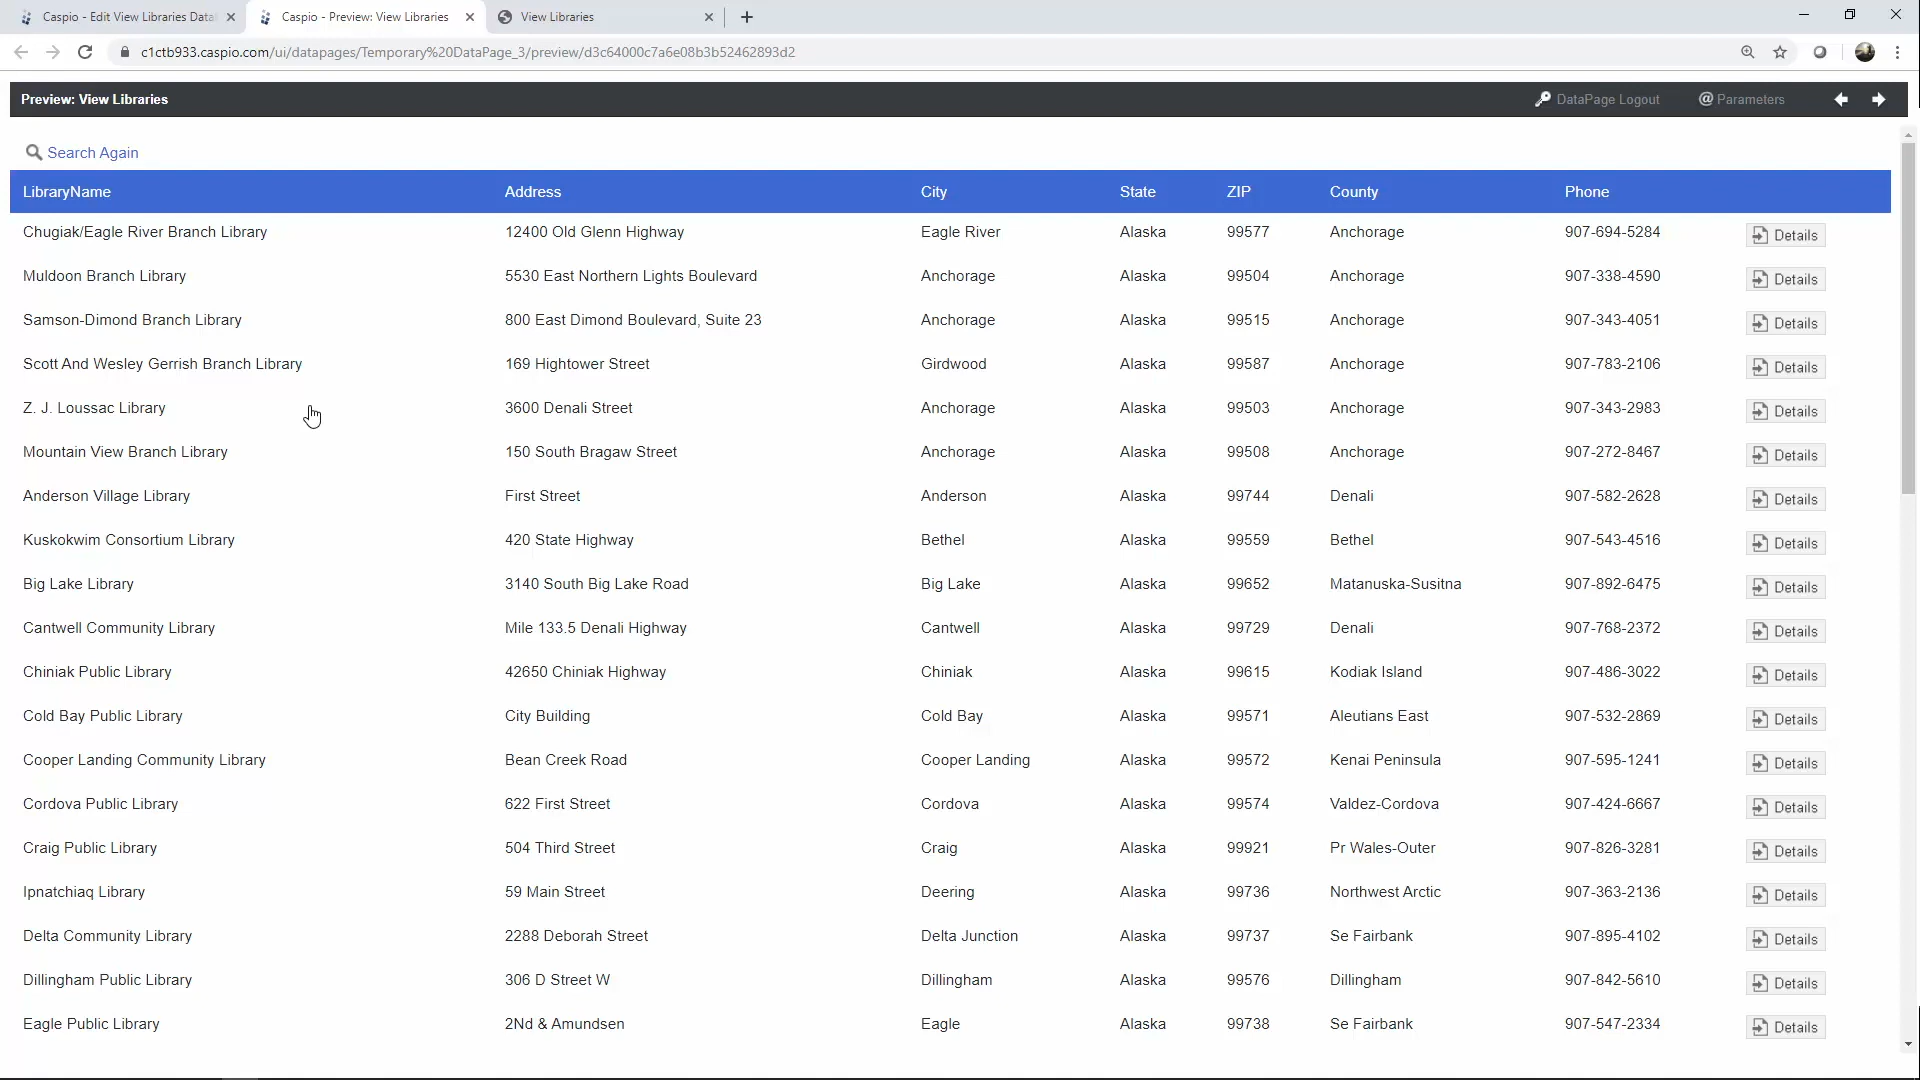 Caspio - Edit View Libraries Data
Caspio - Preview: View Libraries
View Libraries
c1ctb933.caspio.com/ui/datapages/Temporary%20DataPage_3/preview/d3c64000c7a6e08b3b52462893d2
Preview: View Libraries DataPage Logout @ Parameters
Search Again
LibraryName Address City State ZIP County Phone
Chugiak/Eagle River Branch Library 12400 Old Glenn Highway Eagle River Alaska 99577 Anchorage 907-694-5284 Details
Muldoon Branch Library 5530 East Northern Lights Boulevard Anchorage Alaska 99504 Anchorage 907-338-4590 Details
Samson-Dimond Branch Library 800 East Dimond Boulevard, Suite 23 Anchorage Alaska 99515 Anchorage 907-343-4051 Details
Scott And Wesley Gerrish Branch Library 169 Hightower Street Girdwood Alaska 99587 Anchorage 907-783-2106 Details
Z. J. Loussac Library 3600 Denali Street Anchorage Alaska 99503 Anchorage 907-343-2983 Details
Mountain View Branch Library 150 South Bragaw Street Anchorage Alaska 99508 Anchorage 907-272-8467 Details
Anderson Village Library First Street Anderson Alaska 99744 Denali 907-582-2628 Details
Kuskokwim Consortium Library 420 State Highway Bethel Alaska 99559 Bethel 907-543-4516 Details
Big Lake Library 3140 South Big Lake Road Big Lake Alaska 99652 Matanuska-Susitna 907-892-6475 Details
Cantwell Community Library Mile 133.5 Denali Highway Cantwell Alaska 99729 Denali 907-768-2372 Details
Chiniak Public Library 42650 Chiniak Highway Chiniak Alaska 99615 Kodiak Island 907-486-3022 Details
Cold Bay Public Library City Building Cold Bay Alaska 99571 Aleutians East 907-532-2869 Details
Cooper Landing Community Library Bean Creek Road Cooper Landing Alaska 99572 Kenai Peninsula 907-595-1241 Details
Cordova Public Library 622 First Street Cordova Alaska 99574 Valdez-Cordova 907-424-6667 Details
Craig Public Library 504 Third Street Craig Alaska 99921 Pr Wales-Outer 907-826-3281 Details
Ipnatchiaq Library 59 Main Street Deering Alaska 99736 Northwest Arctic 907-363-2136 Details
Delta Community Library 2288 Deborah Street Delta Junction Alaska 99737 Se Fairbank 907-895-4102 Details
Dillingham Public Library 306 D Street W Dillingham Alaska 99576 Dillingham 907-842-5610 Details
Eagle Public Library 2Nd & Amundsen Eagle Alaska 99738 Se Fairbank 907-547-2334 Details